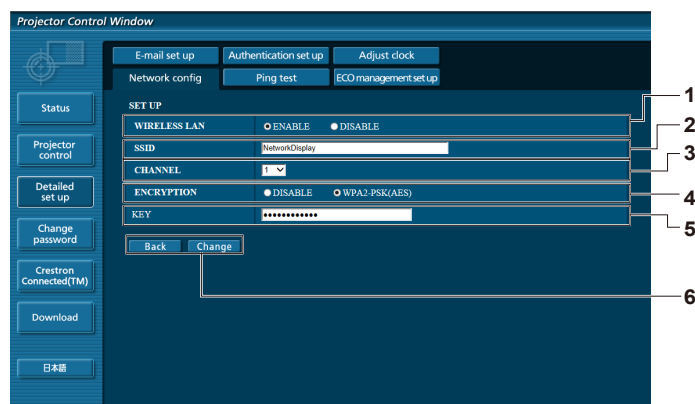 Projector Control Window
E-mail set up
Authentication set up
Adjust clock
Network config
Ping test
ECO management set up
Status
Projector
control
Detailed
set up
Change
password
Crestron
Connected(TM)
Download
日本語
SET UP
WIRELESS LAN
ENABLE
DISABLE
SSID
NetworkDisplay
CHANNEL
1
ENCRYPTION
DISABLE
WPA2-PSK(AES)
KEY
••••••••••••
Back
Change
1
2
3
4
5
6